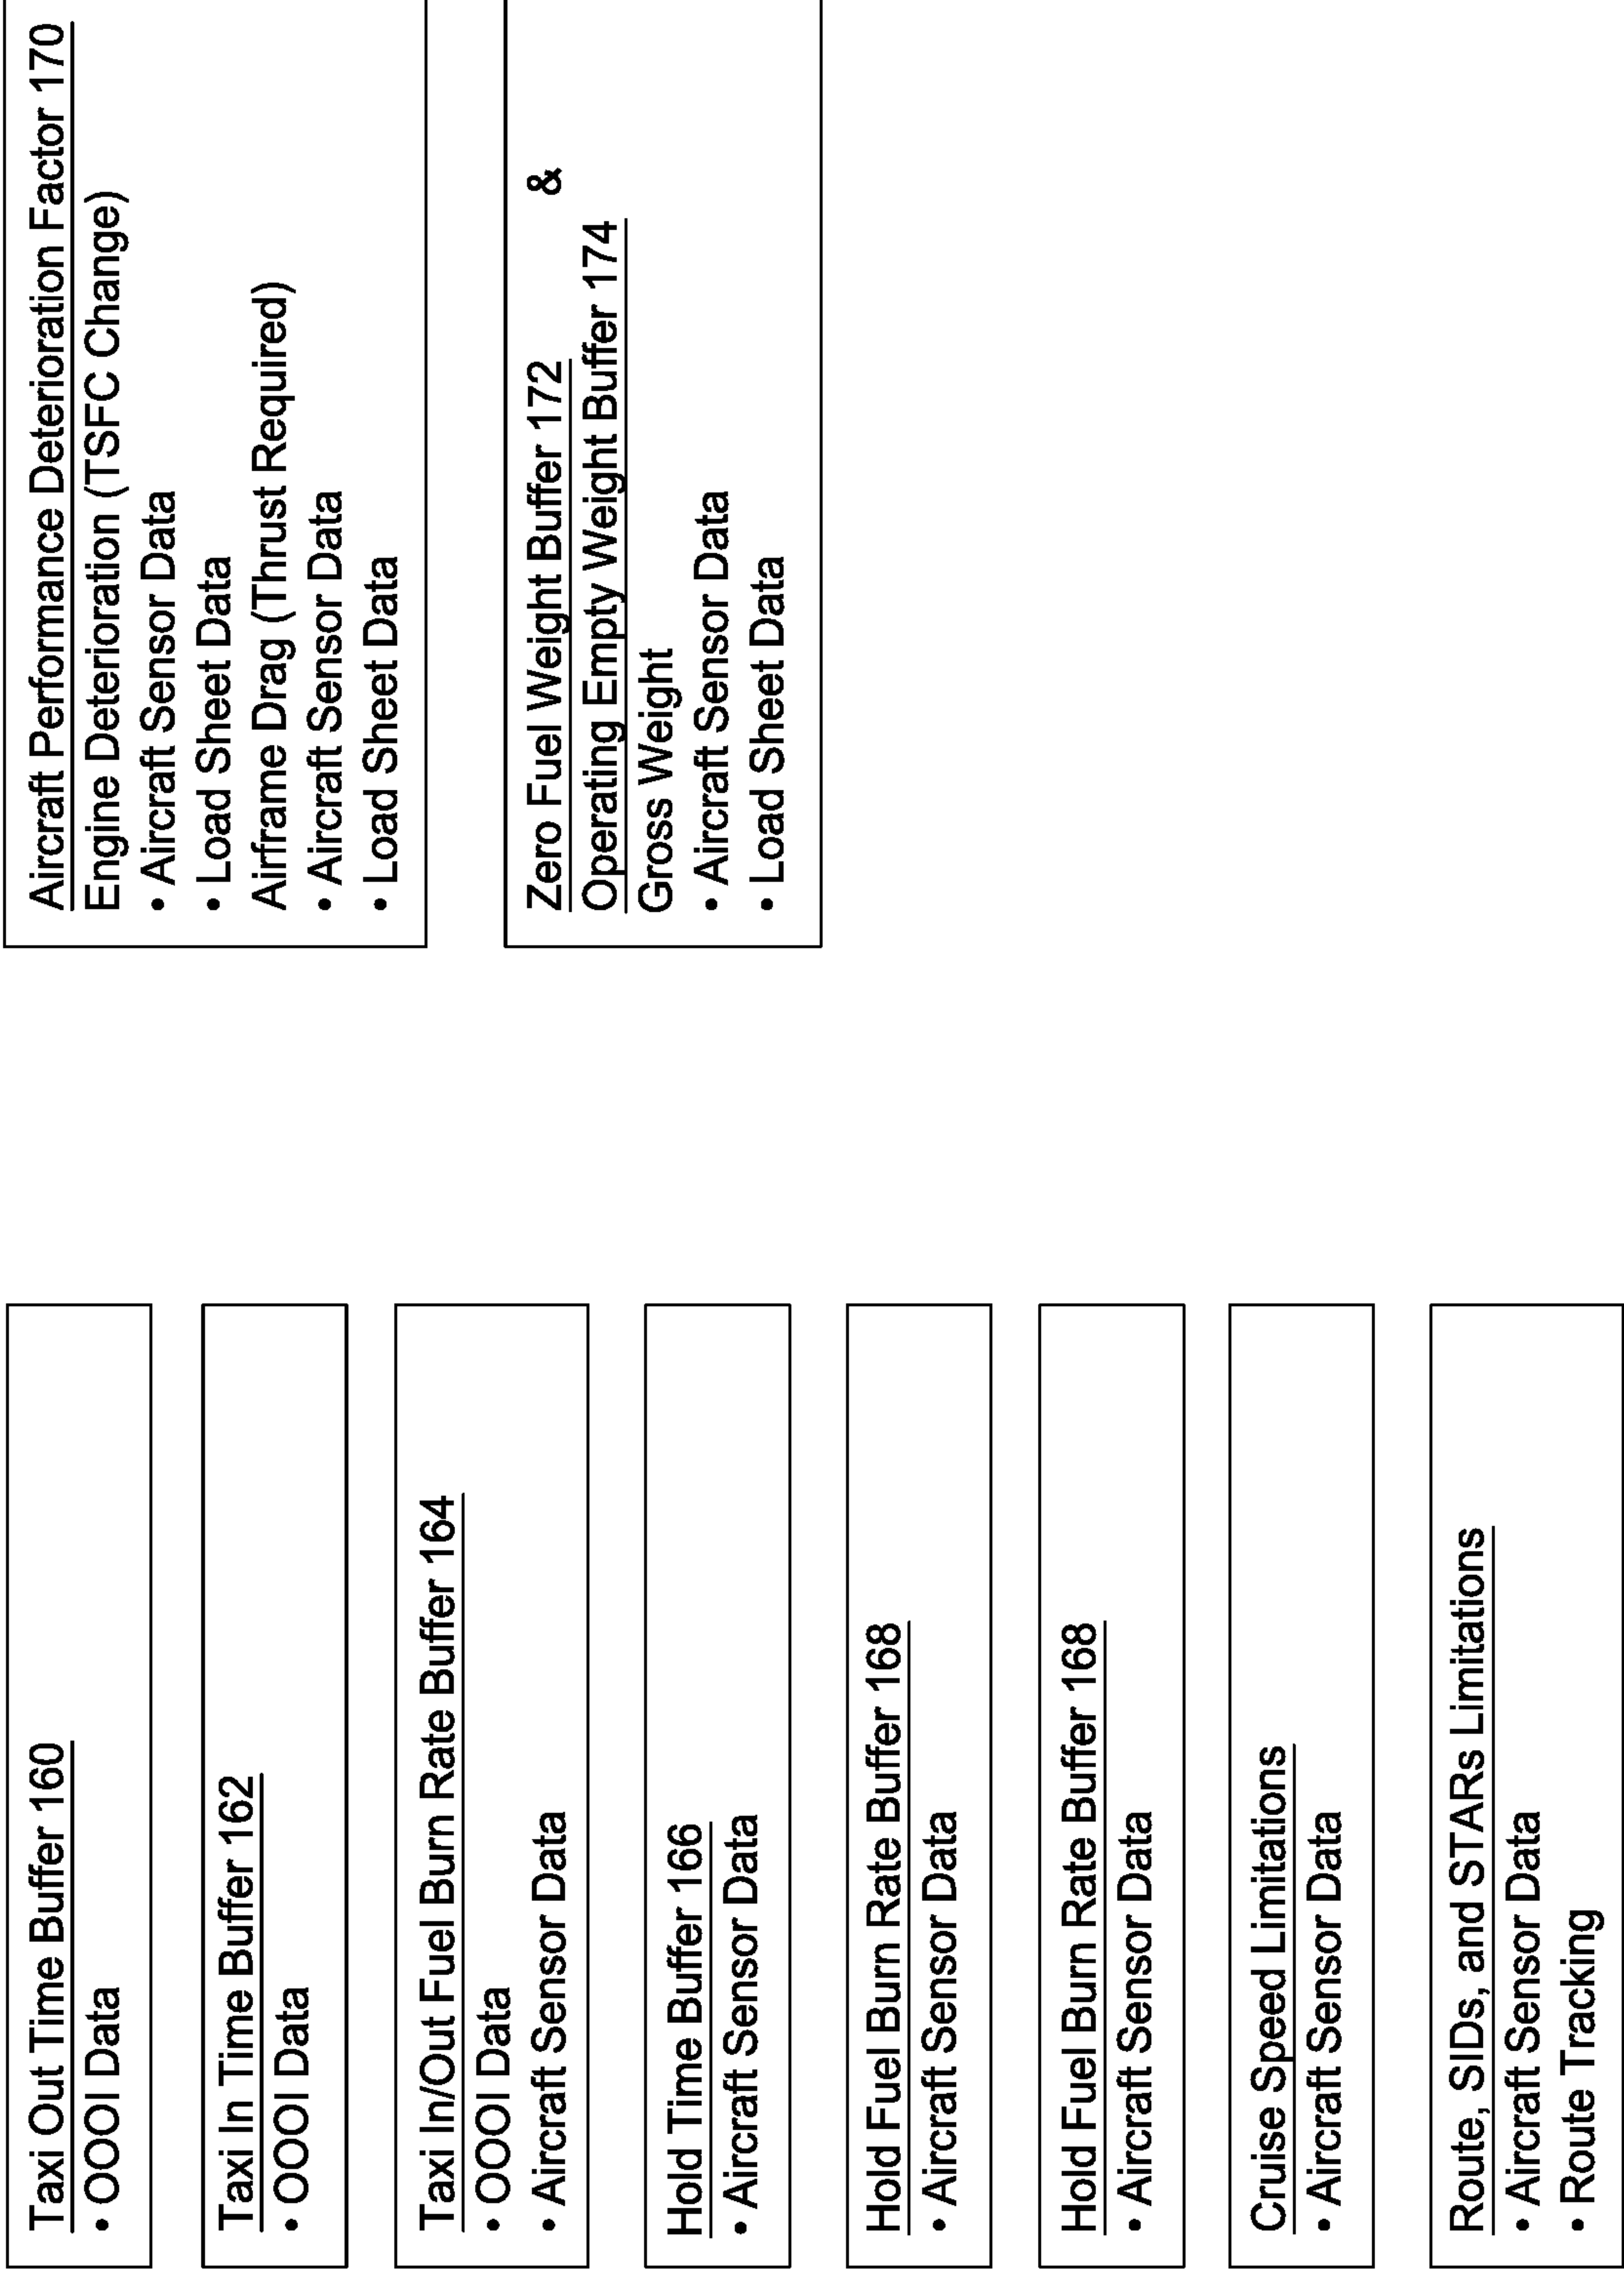 Taxi Out Time Buffer 160
• OOOI Data
Taxi In Time Buffer 162
• OOOI Data
Taxi In/Out Fuel Burn Rate Buffer 164
• OOOI Data
• Aircraft Sensor Data
Hold Time Buffer 166
• Aircraft Sensor Data
Hold Fuel Burn Rate Buffer 168
• Aircraft Sensor Data
Hold Fuel Burn Rate Buffer 168
• Aircraft Sensor Data
Cruise Speed Limitations
• Aircraft Sensor Data
Route, SIDs, and STARs Limitations
• Aircraft Sensor Data
• Route Tracking
Aircraft Performance Deterioration Factor 170
Engine Deterioration (TSFC Change)
• Aircraft Sensor Data
• Load Sheet Data
Airframe Drag (Thrust Required)
• Aircraft Sensor Data
• Load Sheet Data
Zero Fuel Weight Buffer 172 &
Operating Empty Weight Buffer 174
Gross Weight
• Aircraft Sensor Data
• Load Sheet Data